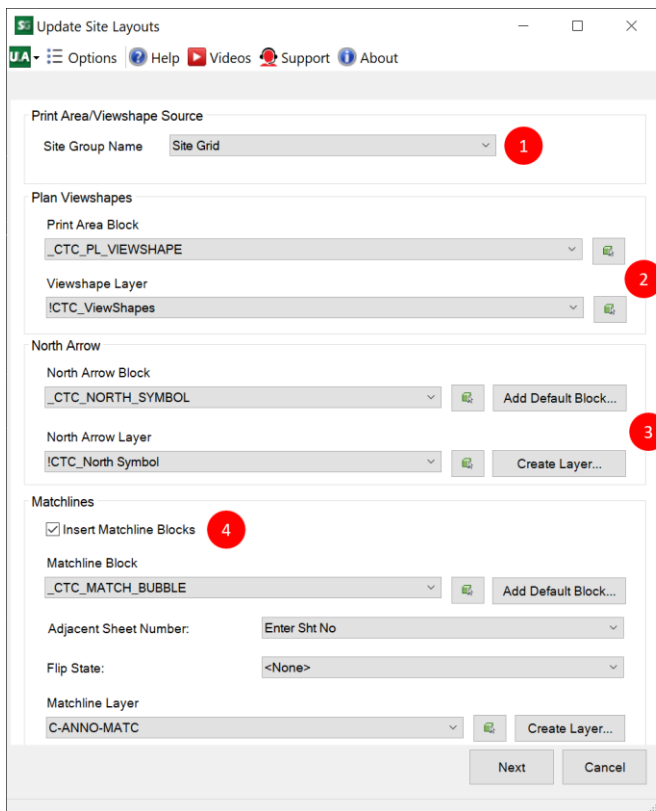 SG Update Site Layouts
U.A Options Help Videos Support About
Print Area/Viewshape Source
Site Group Name Site Grid 1
Plan Viewshapes
Print Area Block
_CTC_PL_VIEWSHAPE
2
Viewshape Layer
!CTC_ViewShapes
North Arrow
North Arrow Block
_CTC_NORTH_SYMBOL Add Default Block...
3
North Arrow Layer
!CTC_North Symbol Create Layer...
Matchlines
Insert Matchline Blocks 4
Matchline Block
_CTC_MATCH_BUBBLE Add Default Block...
Adjacent Sheet Number: Enter Sht No
Flip State: <None>
Matchline Layer
C-ANNO-MATC Create Layer...
Next Cancel